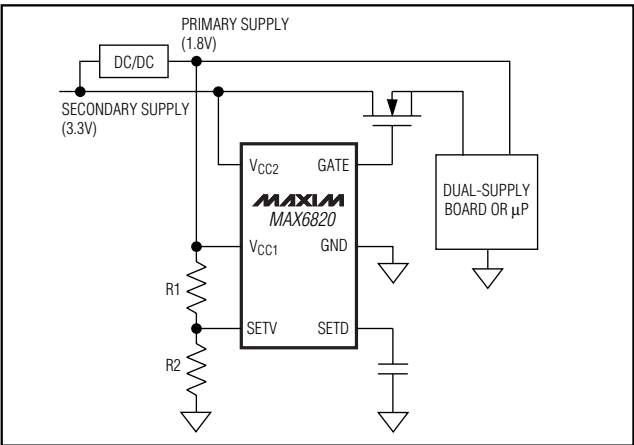 PRIMARY SUPPLY
(1.8V)
DC/DC
SECONDARY SUPPLY
(3.3V)
VCC2
GATE
MAXIM
MAX6820
DUAL-SUPPLY
BOARD OR μP
VCC1
GND
R1
SETV
SETD
R2